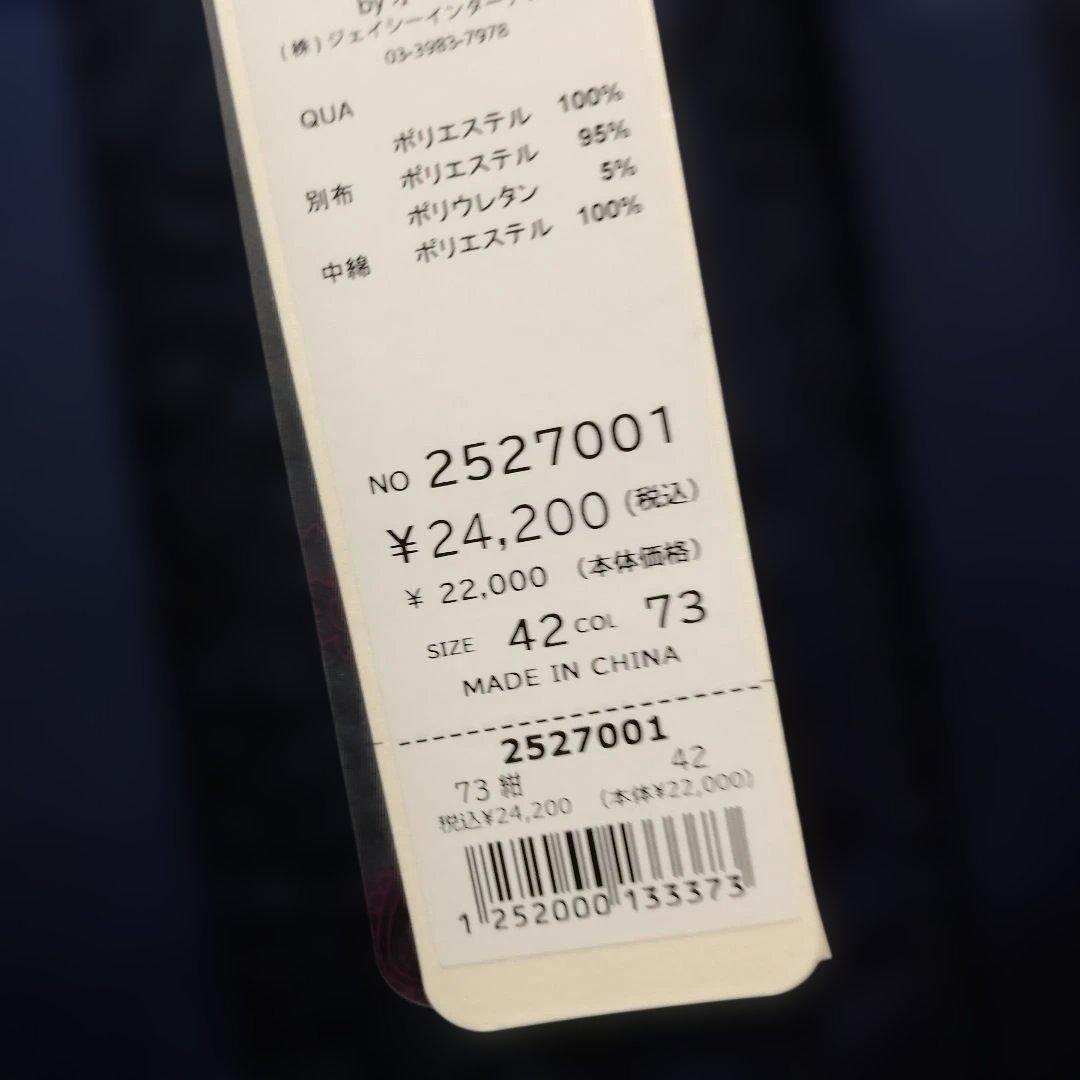 by
(株)ジェイシーインターナ
03-3983-7978
QUA
ポリエステル 100%
別布 ポリエステル 95%
ポリウレタン 5%
中綿 ポリエステル 100%
NO 2527001
¥24,200 (税込)
¥ 22,000 (本体価格)
SIZE 42 COL 73
MADE IN CHINA
2527001
73 紺 42
税込¥24,200 (本体¥22,000)
1 252000 133373